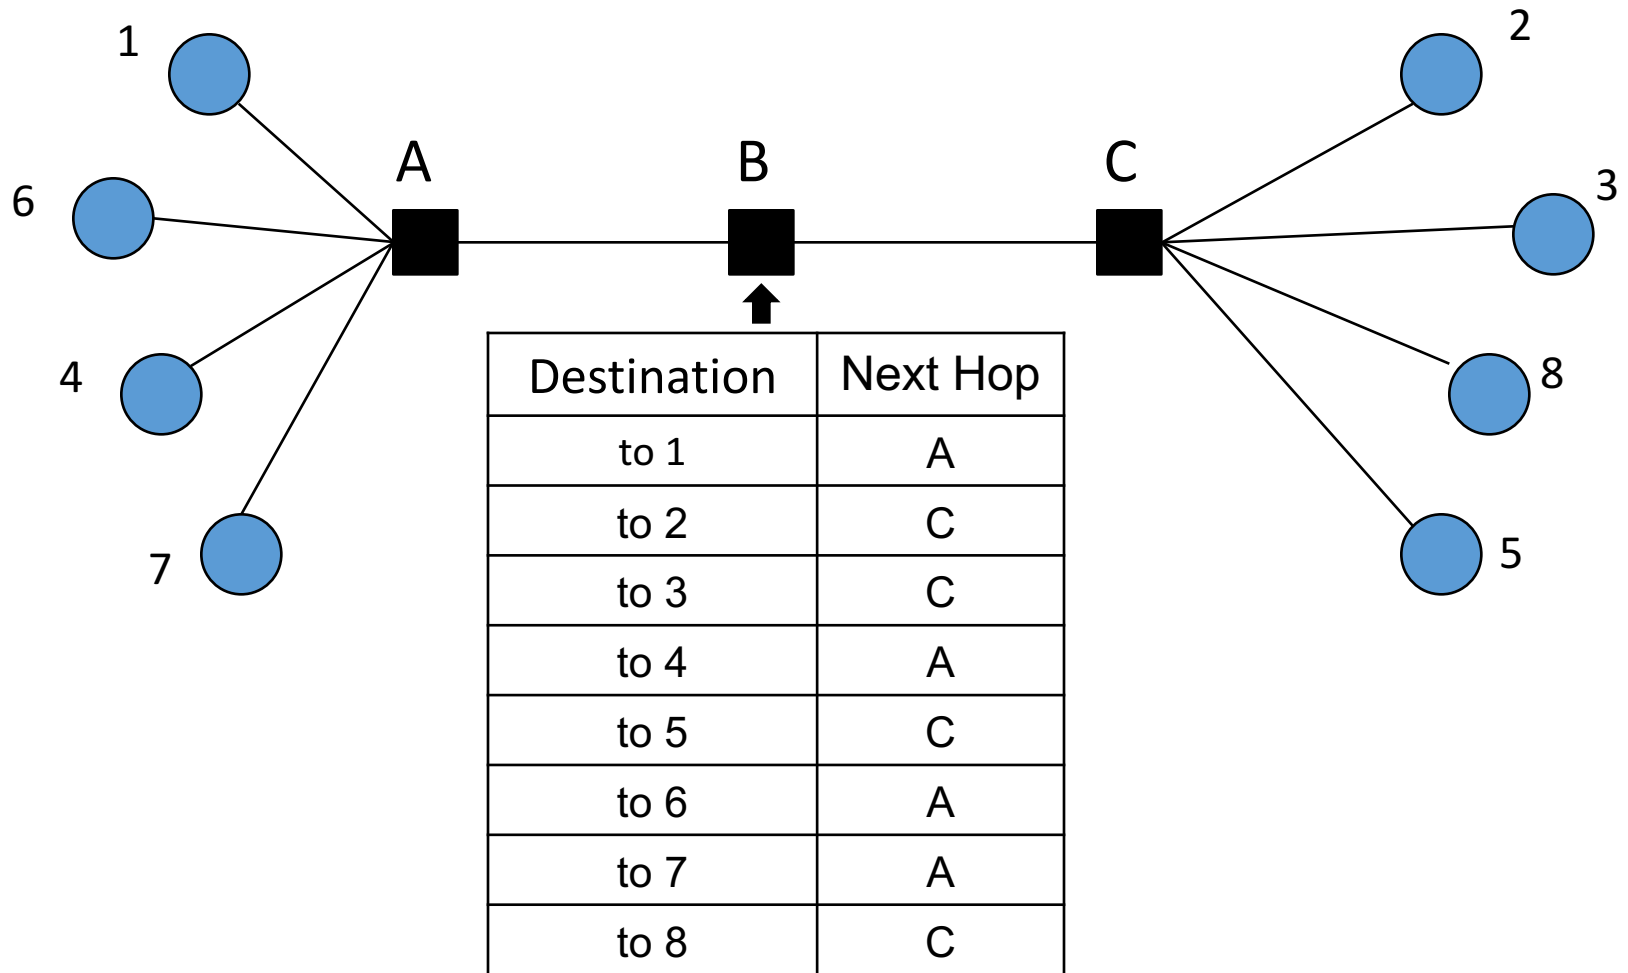 1
2
6
A
B
C
3
4
8
7
5
Destination Next Hop
to 1 A
to 2 C
to 3 C
to 4 A
to 5 C
to 6 A
to 7 A
to 8 C